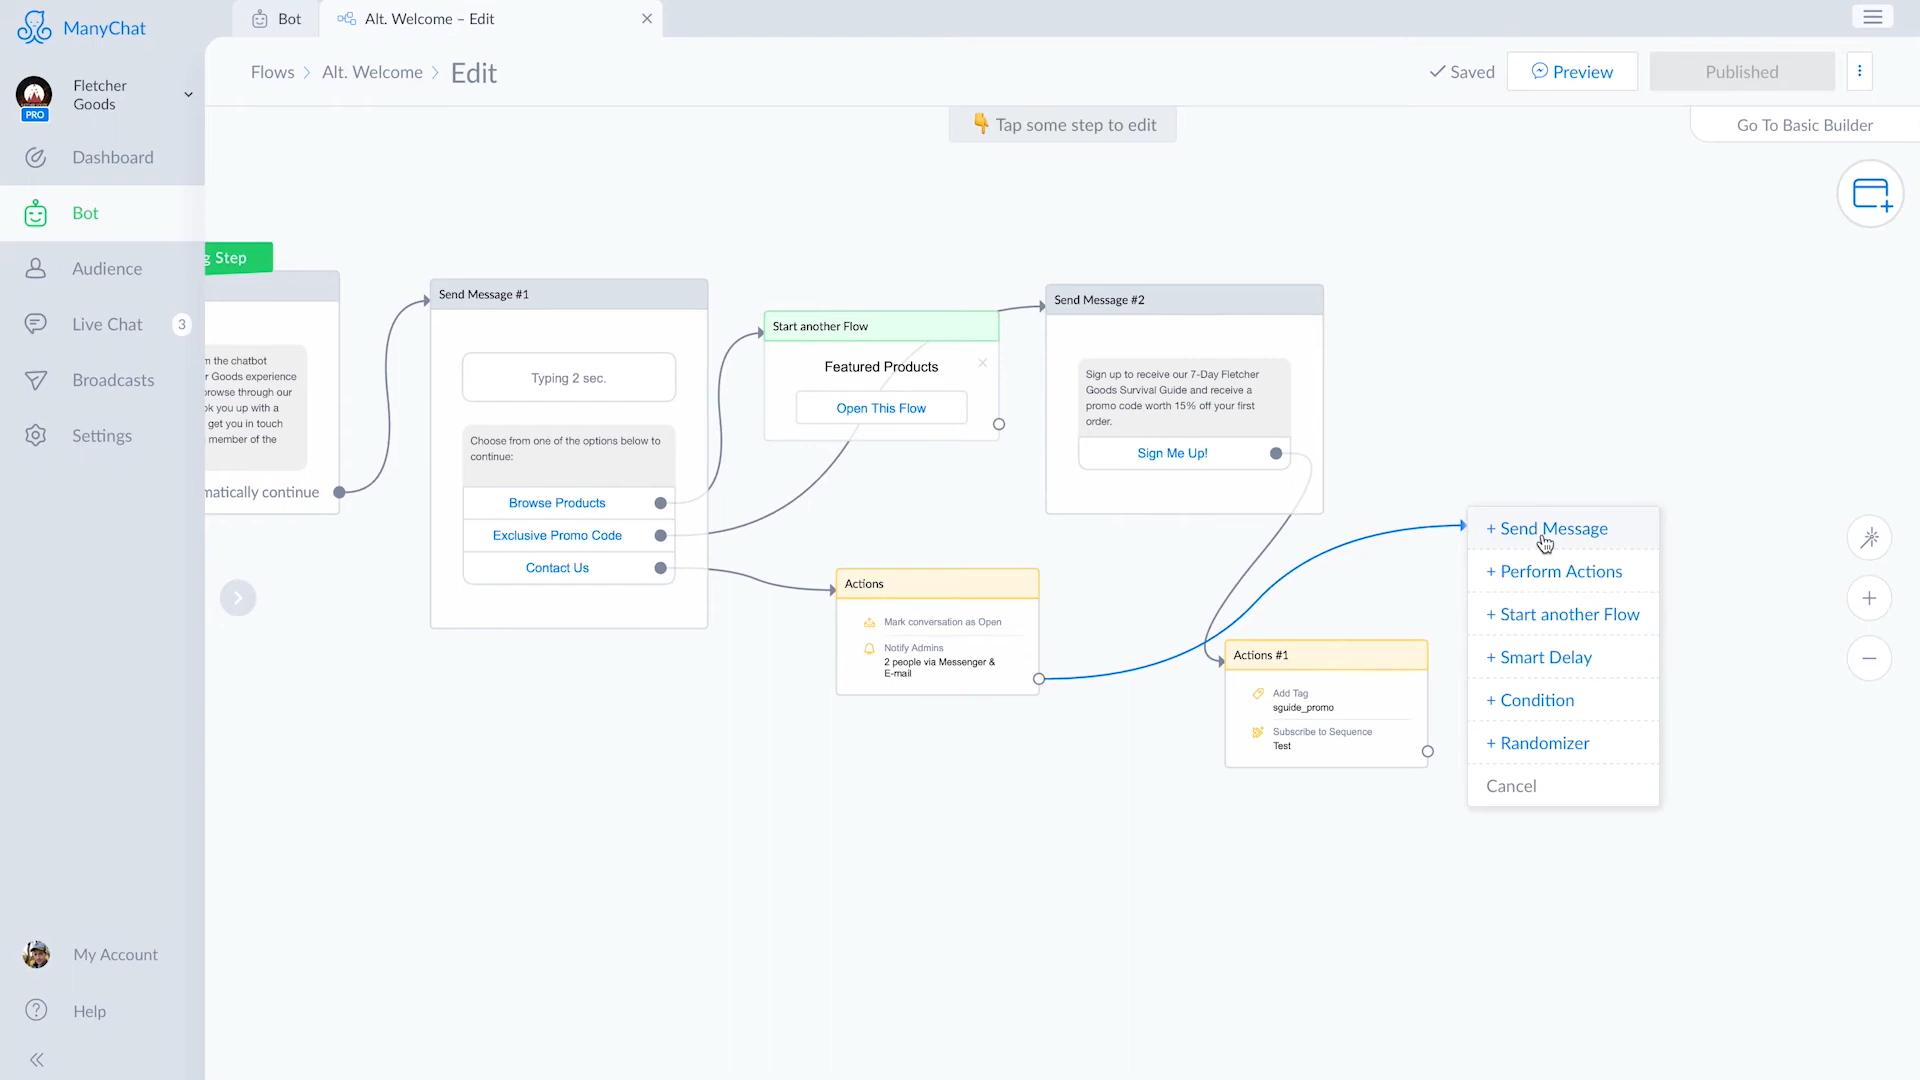 ManyChat
Bot
Alt. Welcome – Edit
Fletcher
Goods
PRO
Flows
Alt. Welcome
Edit
Saved
Preview
Published
Tap some step to edit
Go To Basic Builder
Dashboard
Bot
Audience
Live Chat
3
Broadcasts
Settings
My Account
Help
g Step
m the chatbot
r Goods experience
rowse through our
ok you up with a
get you in touch
member of the
matically continue
Send Message #1
Typing 2 sec.
Choose from one of the options below to
continue:
Browse Products
Exclusive Promo Code
Contact Us
Start another Flow
Featured Products
Open This Flow
Send Message #2
Sign up to receive our 7-Day Fletcher
Goods Survival Guide and receive a
promo code worth 15% off your first
order.
Sign Me Up!
Actions
Mark conversation as Open
Notify Admins
2 people via Messenger &
E-mail
Actions #1
Add Tag
sguide_promo
Subscribe to Sequence
Test
+ Send Message
+ Perform Actions
+ Start another Flow
+ Smart Delay
+ Condition
+ Randomizer
Cancel